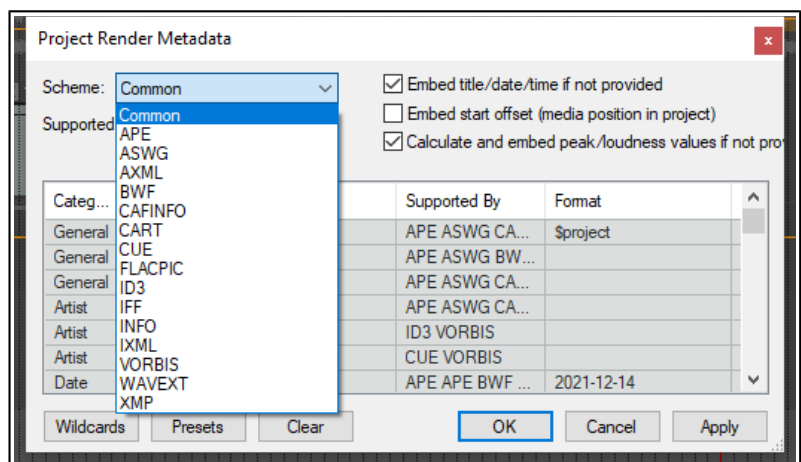 Project Render Metadata
x
Scheme: Common
Embed title/date/time if not provided
Embed start offset (media position in project)
Calculate and embed peak/loudness values if not pro
Supported
Common
APE
ASWG
AXML
BWF
CAFINFO
CART
CUE
FLACPIC
ID3
IFF
INFO
IXML
VORBIS
WAVEXT
XMP
Categ... Supported By Format
General APE ASWG CA... $project
General APE ASWG BW...
General APE ASWG CA...
Artist APE ASWG CA...
Artist ID3 VORBIS
Artist CUE VORBIS
Date APE APE BWF ... 2021-12-14
Wildcards Presets Clear OK Cancel Apply